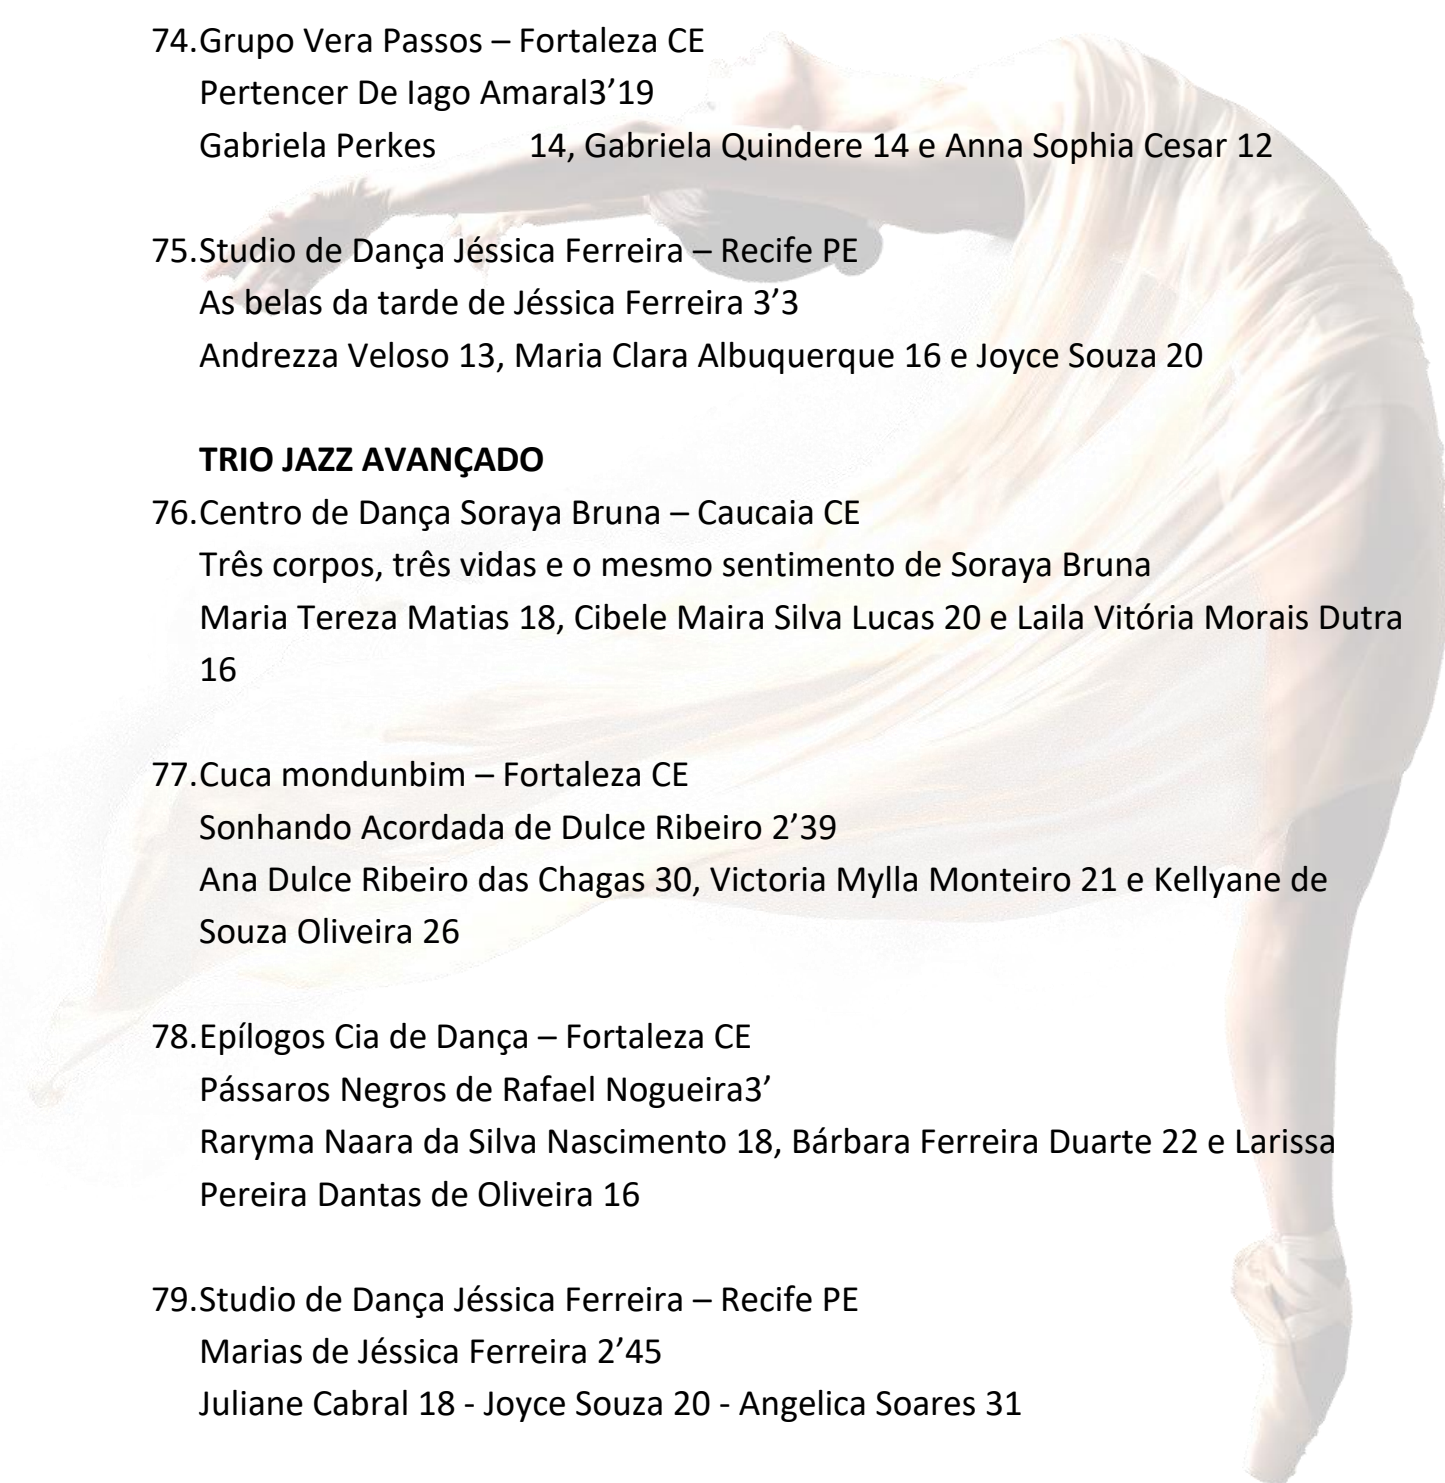 74.Grupo Vera Passos – Fortaleza CE
Pertencer De Iago Amaral3’19
Gabriela Perkes 14, Gabriela Quindere 14 e Anna Sophia Cesar 12
75.Studio de Dança Jéssica Ferreira – Recife PE
As belas da tarde de Jéssica Ferreira 3’3
Andrezza Veloso 13, Maria Clara Albuquerque 16 e Joyce Souza 20
TRIO JAZZ AVANÇADO
76.Centro de Dança Soraya Bruna – Caucaia CE
Três corpos, três vidas e o mesmo sentimento de Soraya Bruna
Maria Tereza Matias 18, Cibele Maira Silva Lucas 20 e Laila Vitória Morais Dutra
16
77.Cuca mondunbim – Fortaleza CE
Sonhando Acordada de Dulce Ribeiro 2’39
Ana Dulce Ribeiro das Chagas 30, Victoria Mylla Monteiro 21 e Kellyane de
Souza Oliveira 26
78.Epílogos Cia de Dança – Fortaleza CE
Pássaros Negros de Rafael Nogueira3’
Raryma Naara da Silva Nascimento 18, Bárbara Ferreira Duarte 22 e Larissa
Pereira Dantas de Oliveira 16
79.Studio de Dança Jéssica Ferreira – Recife PE
Marias de Jéssica Ferreira 2’45
Juliane Cabral 18 - Joyce Souza 20 - Angelica Soares 31